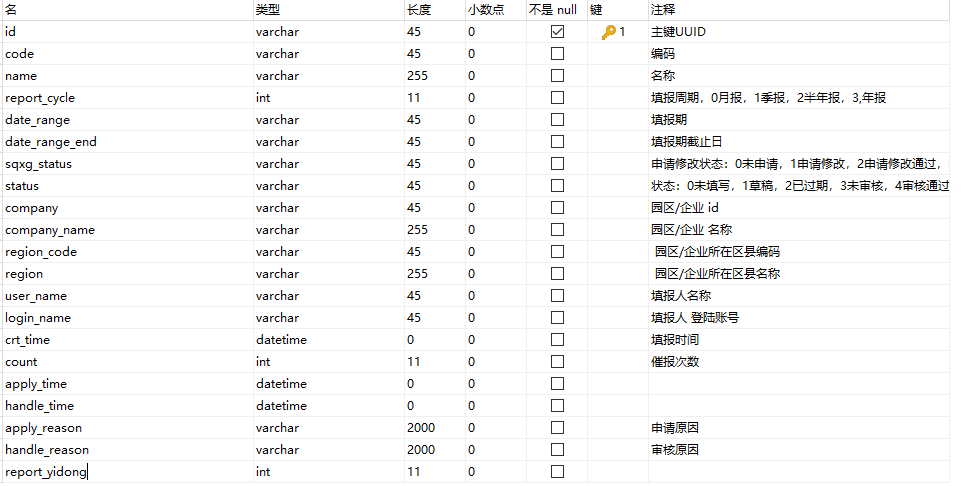 名 类型 长度 小数点 不是 null 键 注释
id varchar 45 0 1 主键UUID
code varchar 45 0 编码
name varchar 255 0 名称
report_cycle int 11 0 填报周期，0月报，1季报，2半年报，3,年报
date_range varchar 45 0 填报期
date_range_end varchar 45 0 填报期截止日
sqxg_status varchar 45 0 申请修改状态：0未申请，1申请修改，2申请修改通过，
status varchar 45 0 状态：0未填写，1草稿，2已过期，3未审核，4审核通过
company varchar 45 0 园区/企业 id
company_name varchar 255 0 园区/企业 名称
region_code varchar 45 0 园区/企业所在区县编码
region varchar 255 0 园区/企业所在区县名称
user_name varchar 45 0 填报人名称
login_name varchar 45 0 填报人 登陆账号
crt_time datetime 0 0 填报时间
count int 11 0 催报次数
apply_time datetime 0 0
handle_time datetime 0 0
apply_reason varchar 2000 0 申请原因
handle_reason varchar 2000 0 审核原因
report_yidong int 11 0